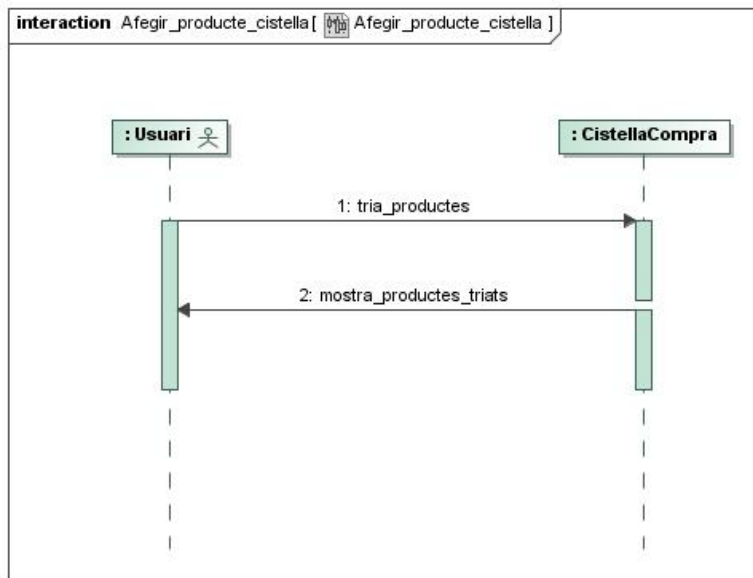 interaction Afegir_producte_cistella[ Afegir_producte_cistella ]
: Usuari
: CistellaCompra
1: tria_productes
2: mostra_productes_triats